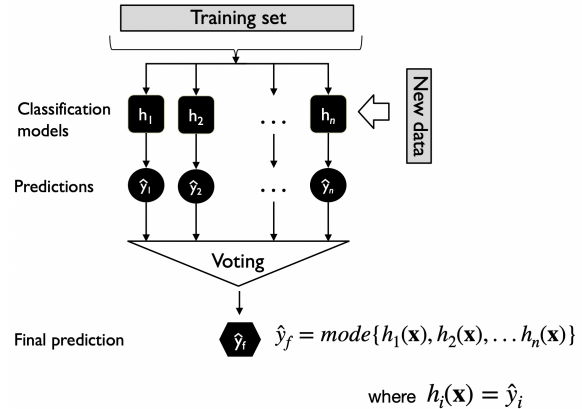 Training set
Classification models
h₁ h₂ ... hₙ
New data
Predictions
ŷ₁ ŷ₂ ... ŷₙ
Voting
Final prediction
ŷf
ŷ_f = mode{h₁(x), h₂(x), . . . hₙ(x)}
where hᵢ(x) = ŷᵢ